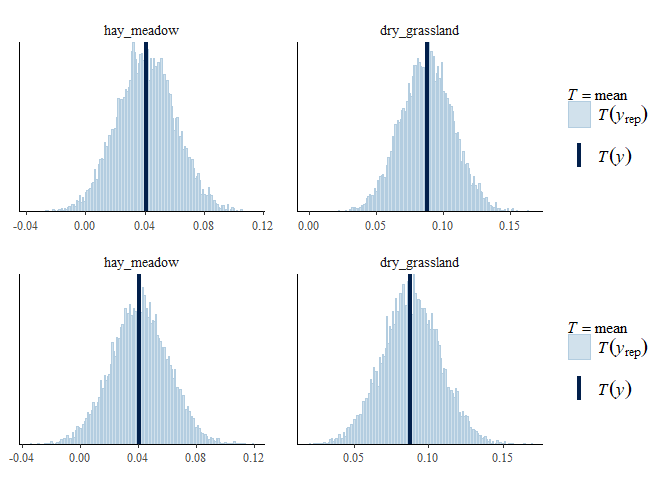 hay_meadow dry_grassland
T = mean
T(yrep)
T(y)
-0.04 0.00 0.04 0.08 0.12 0.00 0.05 0.10 0.15
hay_meadow dry_grassland
T = mean
T(yrep)
T(y)
-0.04 0.00 0.04 0.08 0.12 0.05 0.10 0.15